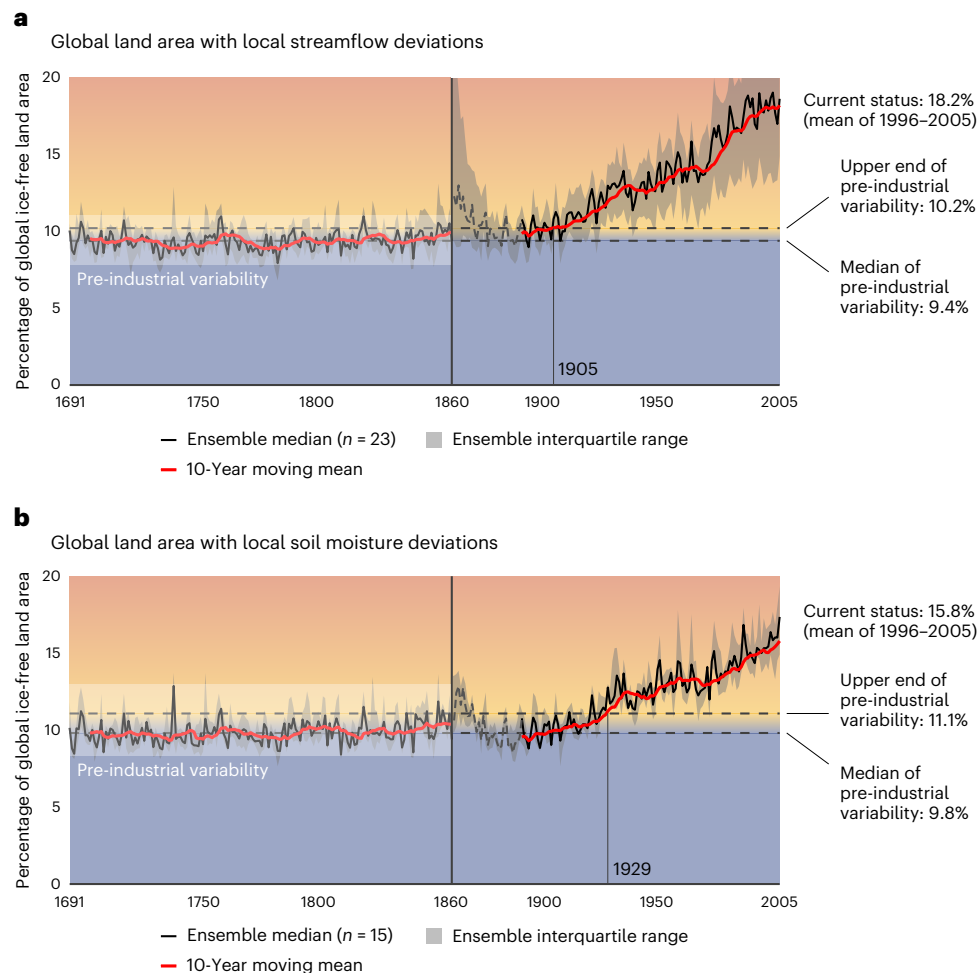 a
Global land area with local streamflow deviations
Percentage of global ice-free land area
20
15
10
5
0
Pre-industrial variability
1905
1691
1750
1800
1860
1900
1950
2005
Current status: 18.2%
(mean of 1996–2005)
Upper end of
pre-industrial
variability: 10.2%
Median of
pre-industrial
variability: 9.4%
Ensemble median (n = 23)
Ensemble interquartile range
10-Year moving mean
b
Global land area with local soil moisture deviations
Percentage of global ice-free land area
20
15
10
5
0
Pre-industrial variability
1929
1691
1750
1800
1860
1900
1950
2005
Current status: 15.8%
(mean of 1996–2005)
Upper end of
pre-industrial
variability: 11.1%
Median of
pre-industrial
variability: 9.8%
Ensemble median (n = 15)
Ensemble interquartile range
10-Year moving mean